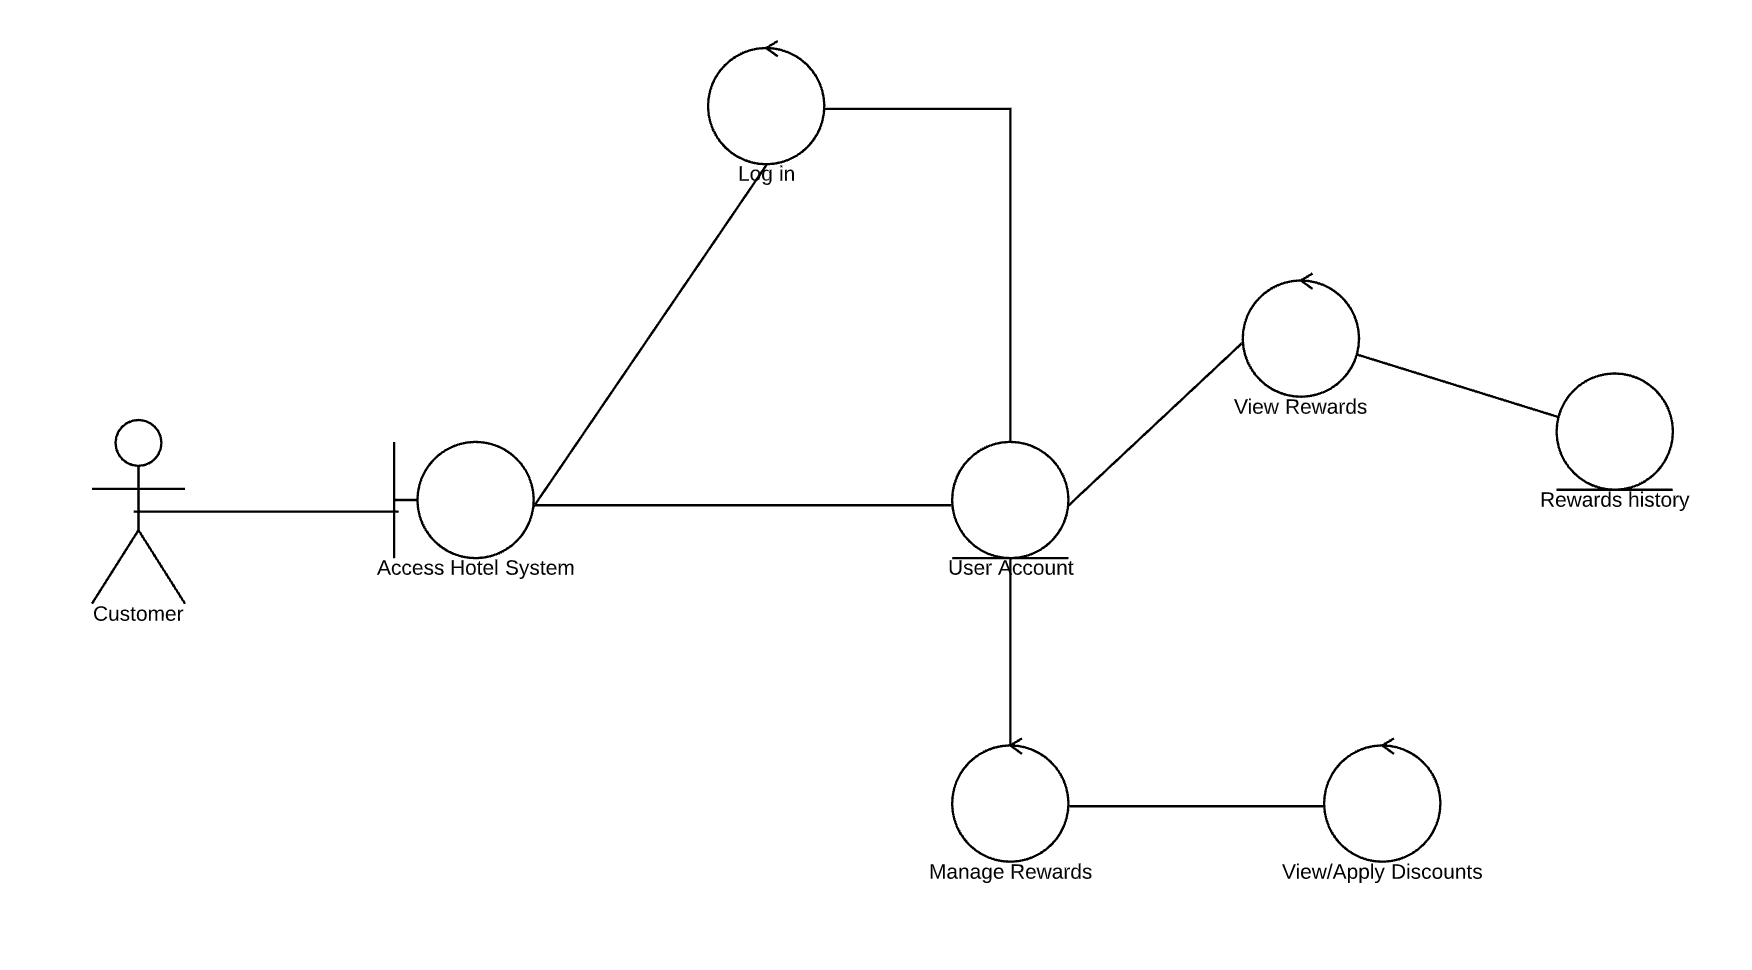 Log in
View Rewards
Rewards history
Access Hotel System
User Account
Customer
Manage Rewards
View/Apply Discounts